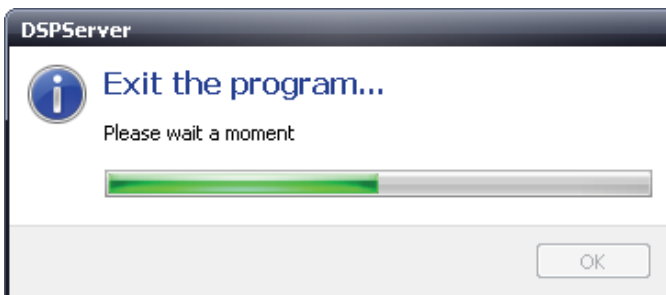 DSPServer
Exit the program...
Please wait a moment
OK